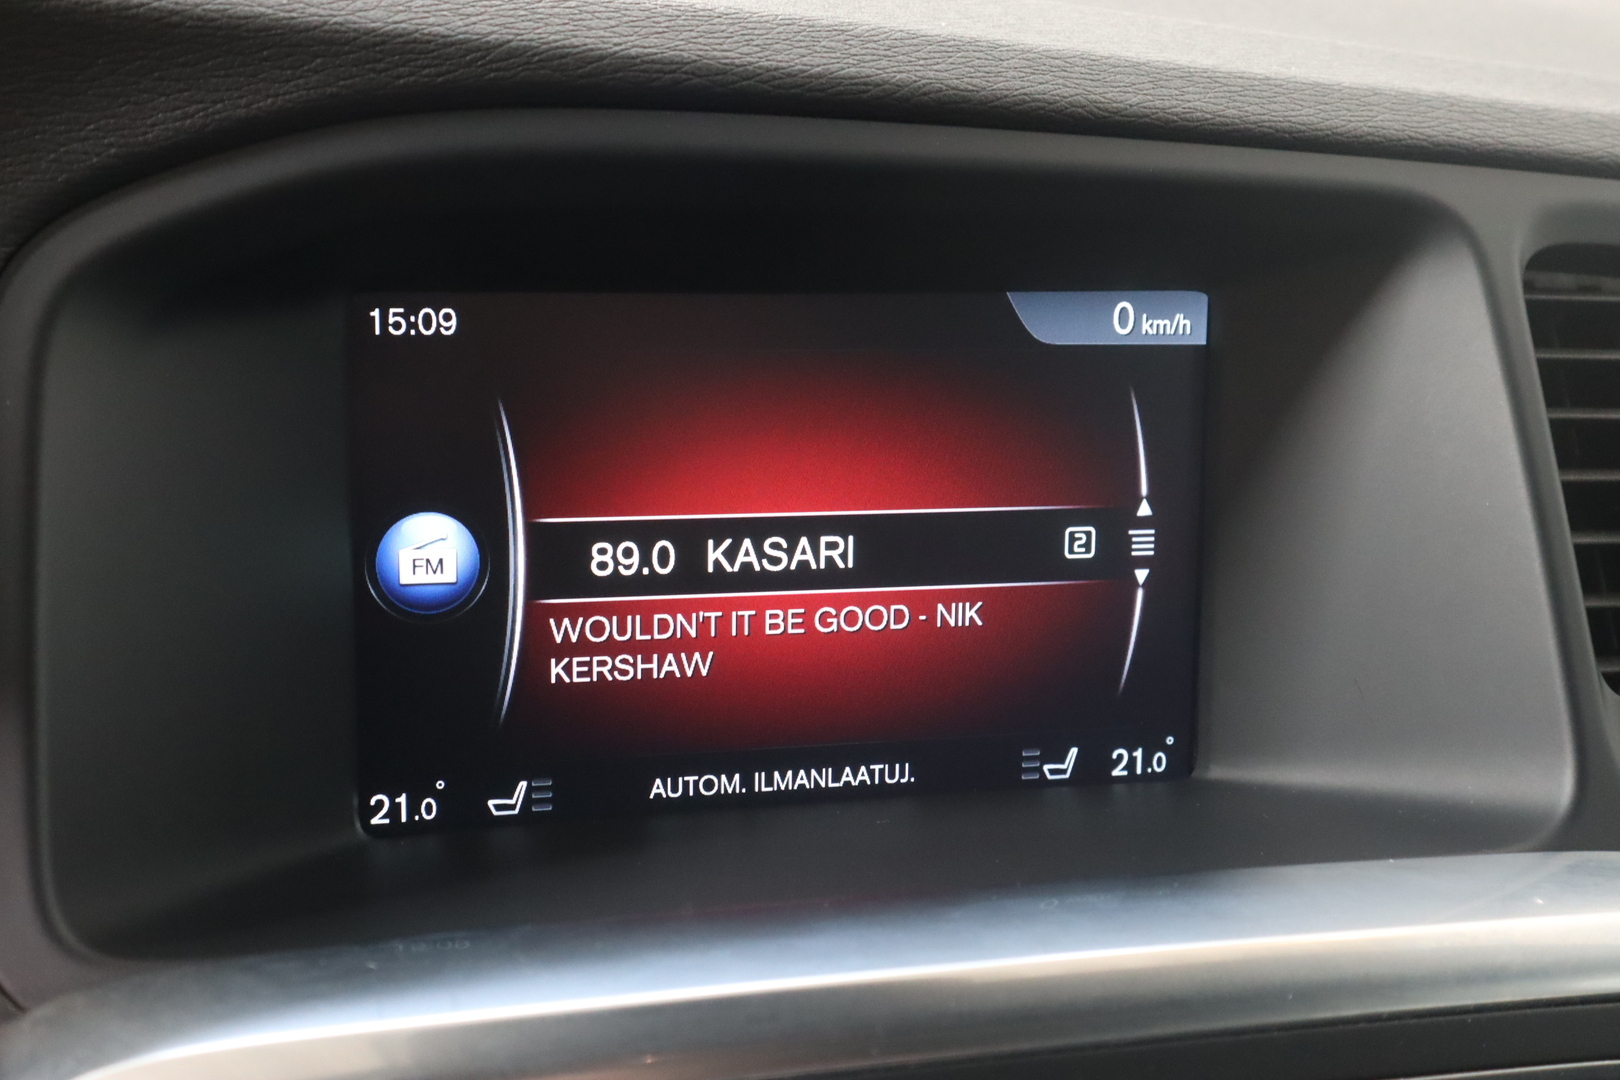 15:09
0 km/h
FM
89.0 KASARI
2
WOULDN'T IT BE GOOD - NIK
KERSHAW
21.0°
AUTOM. ILMANLAATUJ.
21.0°